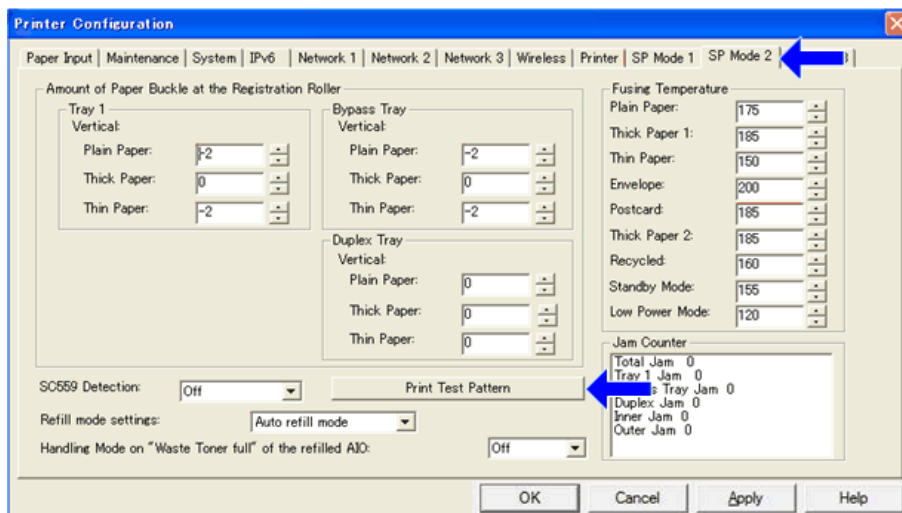 Printer Configuration
Paper Input Maintenance System IPv6 Network 1 Network 2 Network 3 Wireless Printer SP Mode 1 SP Mode 2
Amount of Paper Buckle at the Registration Roller
Tray 1
Vertical:
Plain Paper: -2
Thick Paper: 0
Thin Paper: -2
Bypass Tray
Vertical:
Plain Paper: -2
Thick Paper: 0
Thin Paper: -2
Duplex Tray
Vertical:
Plain Paper: 0
Thick Paper: 0
Thin Paper: 0
Fusing Temperature
Plain Paper: 175
Thick Paper 1: 185
Thin Paper: 150
Envelope: 200
Postcard: 185
Thick Paper 2: 185
Recycled: 160
Standby Mode: 155
Low Power Mode: 120
Jam Counter
Total Jam 0
Tray 1 Jam 0
Tray Jam 0
Duplex Jam 0
Inner Jam 0
Outer Jam 0
SC559 Detection: Off
Print Test Pattern
Refill mode settings: Auto refill mode
Handling Mode on "Waste Toner full" of the refilled AIO: Off
OK Cancel Apply Help